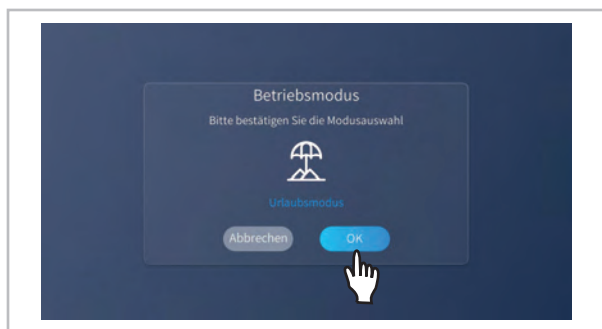 Betriebsmodus
Bitte bestätigen Sie die Modusauswahl
Urlaubsmodus
Abbrechen OK